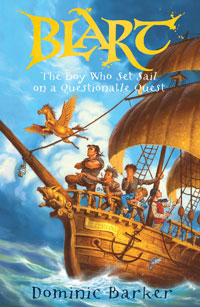 BLART
The Boy Who Set Sail
on a Questionable Quest
Dominic Barker